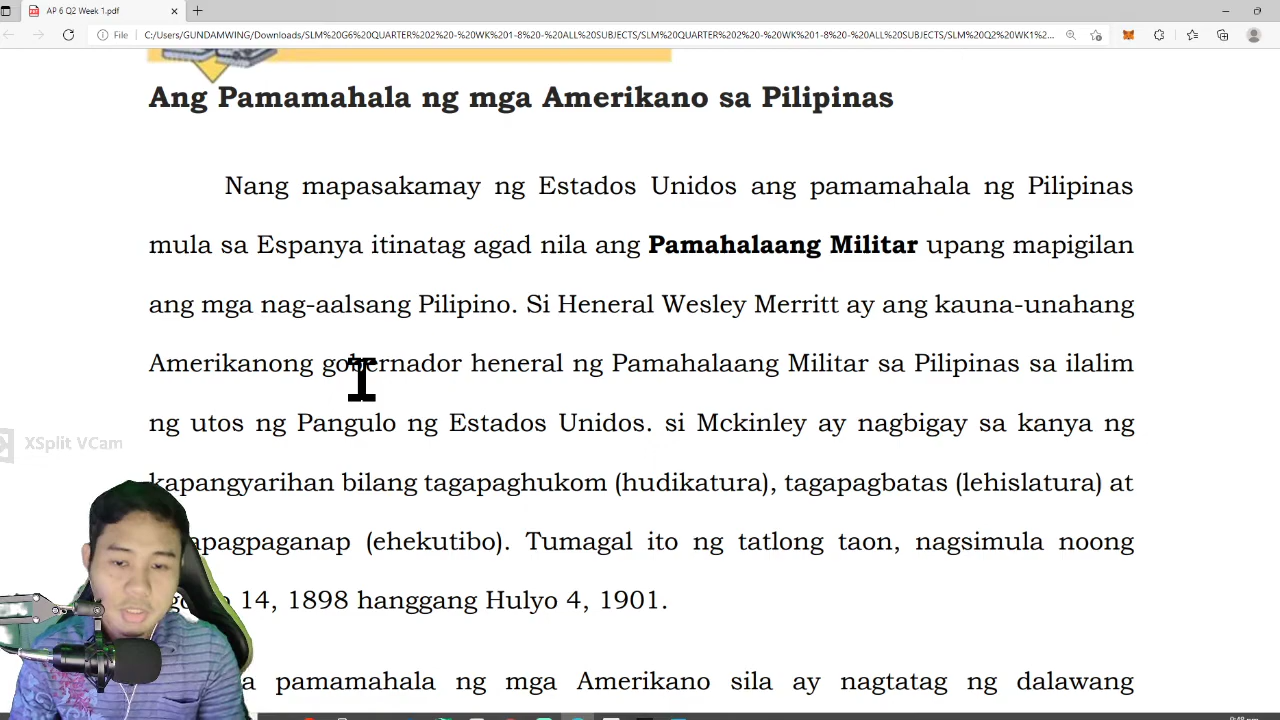 AP 6 Q2 Week 1.pdf
File C:/Users/GUNDAMWING/Downloads/SLM%20G6%20QUARTER%202%20-%20WK%201-8%20-%20ALL%20SUBJECTS/SLM%20G6%20QUARTER%202%20-%20WK%201-8%20-%20ALL%20SUBJECTS/SLM%20Q2%20WK1%2...
Ang Pamamahala ng mga Amerikano sa Pilipinas
Nang mapasakamay ng Estados Unidos ang pamamahala ng Pilipinas
mula sa Espanya itinatag agad nila ang Pamahalaang Militar upang mapigilan
ang mga nag-aalsang Pilipino. Si Heneral Wesley Merritt ay ang kauna-unahang
Amerikanong gobernador heneral ng Pamahalaang Militar sa Pilipinas sa ilalim
ng utos ng Pangulo ng Estados Unidos. si Mckinley ay nagbigay sa kanya ng
XSplit VCam
kapangyarihan bilang tagapaghukom (hudikatura), tagapagbatas (lehislatura) at
(ehekutibo). Tumagal ito ng tatlong taon, nagsimula noong
14, 1898 hanggang Hulyo 4, 1901.
pamamahala ng mga Amerikano sila ay nagtatag ng dalawang